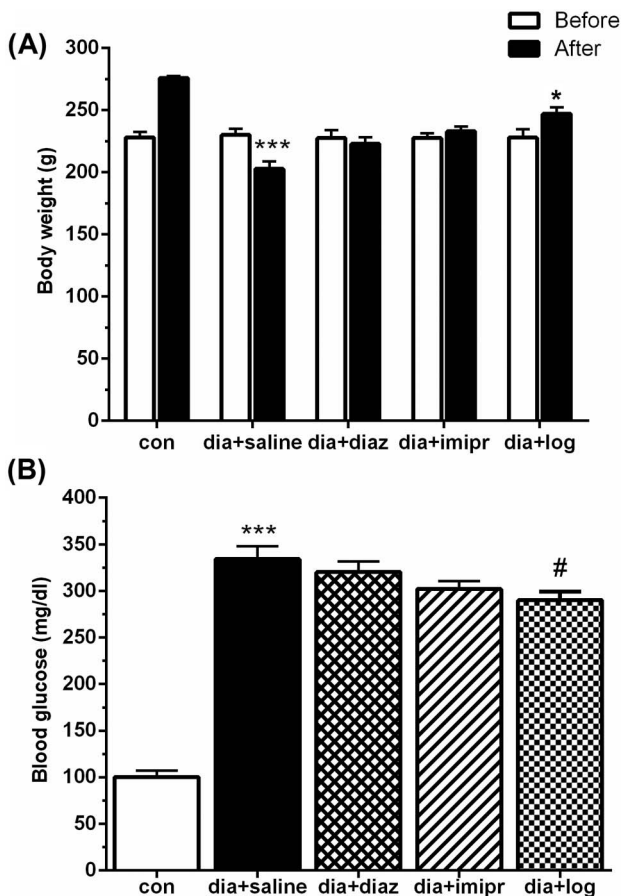 Before
After
(A)
300
250
200
150
100
50
0
Body weight (g)
***
*
con dia+saline dia+diaz dia+imipr dia+log
(B)
400
350
300
250
200
150
100
50
0
Blood glucose (mg/dl)
***
#
con dia+saline dia+diaz dia+imipr dia+log